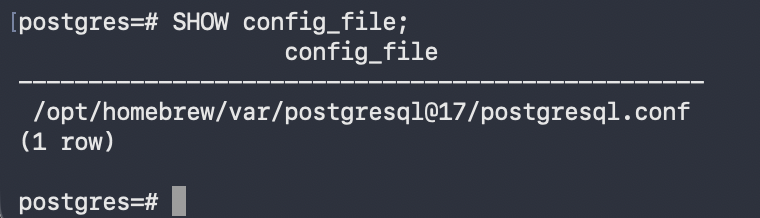 [postgres=# SHOW config_file;
config_file
-------------------------------------------------
/opt/homebrew/var/postgresql@17/postgresql.conf
(1 row)
postgres=#